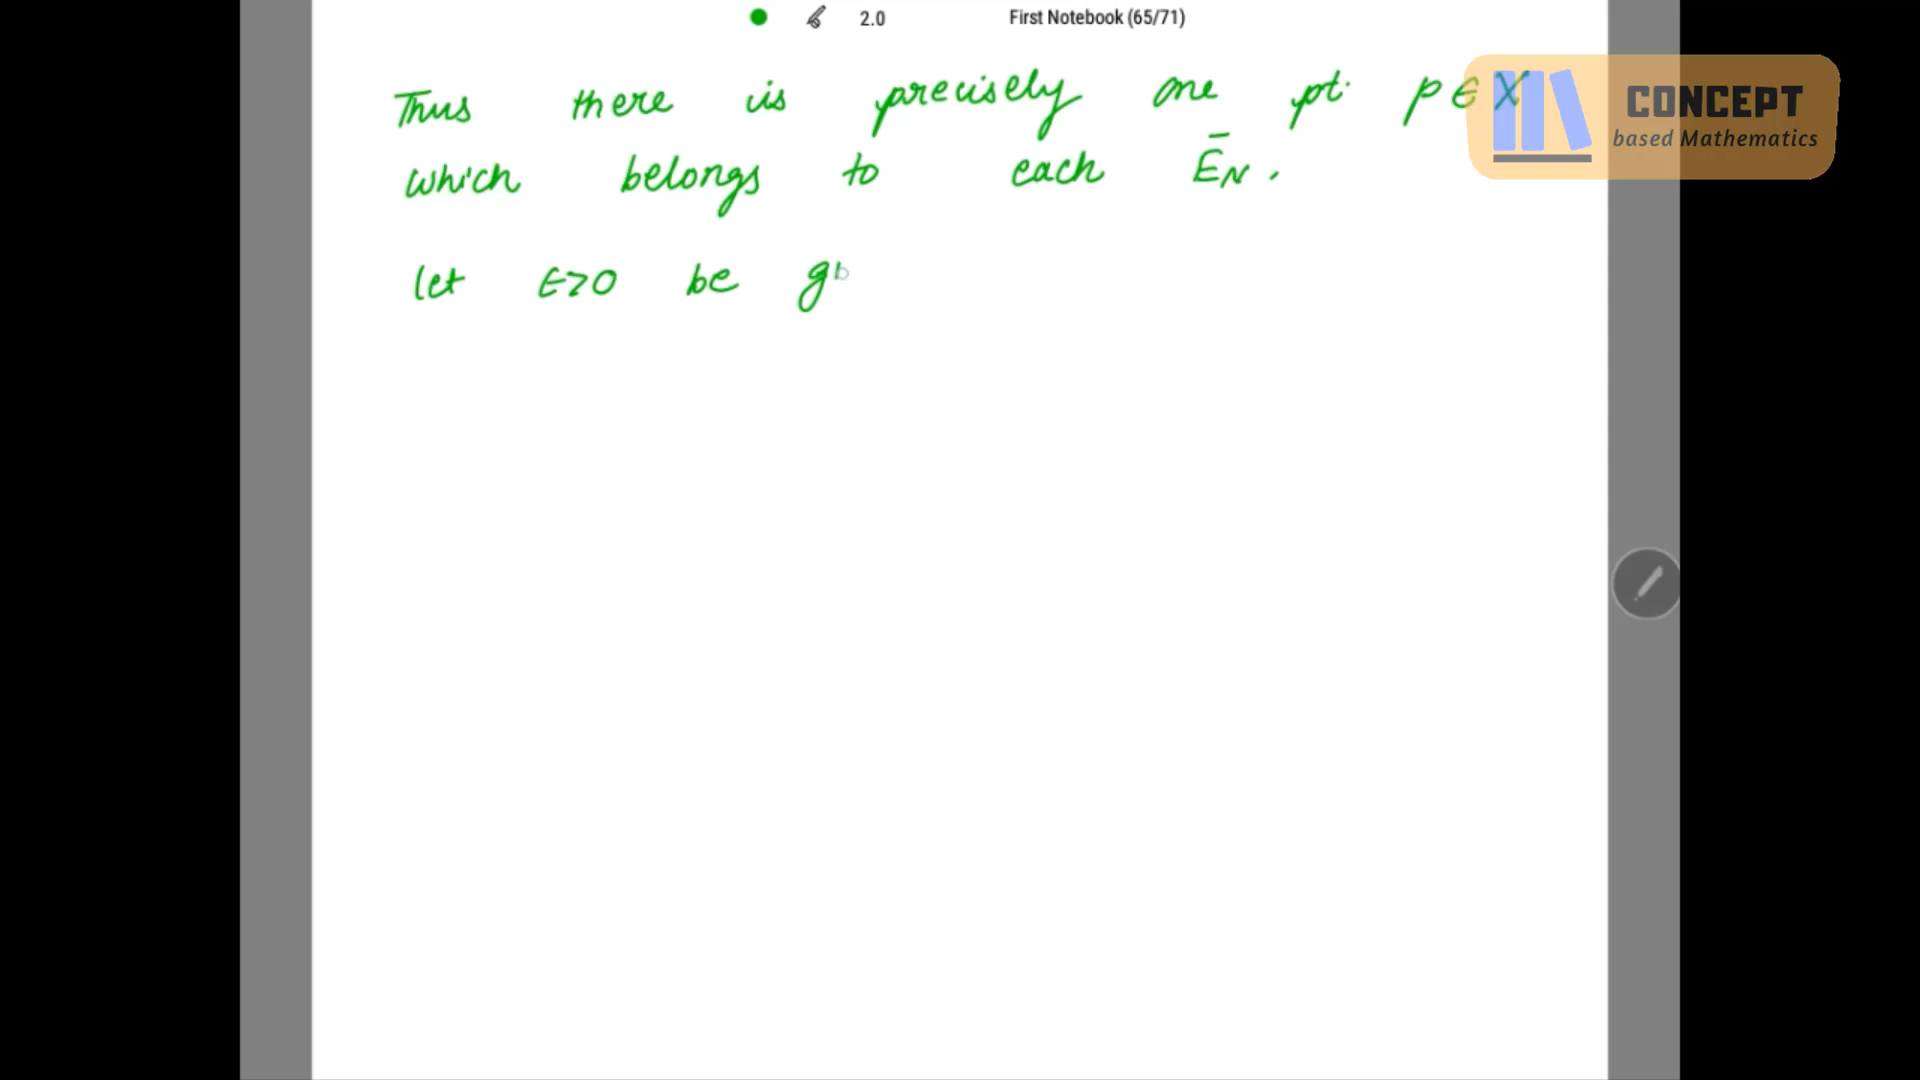 2.0 First Notebook (65/71)
Thus there is precisely one pt. p ∈ X
which belongs to each ĒN.
let ϵ>0 be
CONCEPT
based Mathematics